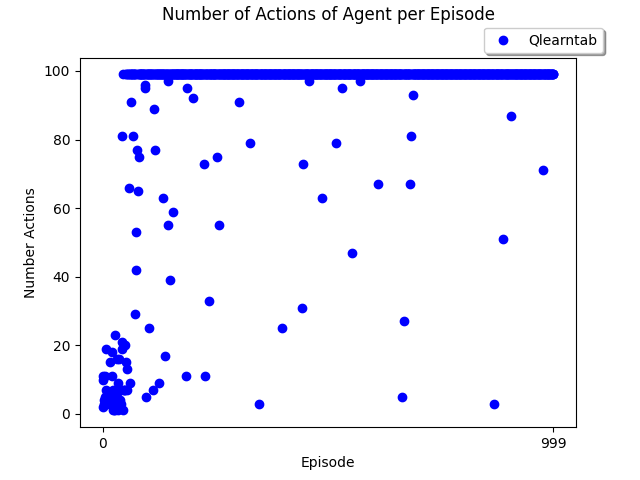 Number of Actions of Agent per Episode
Qlearntab
100
80
60
40
20
0
Number Actions
0 999
Episode